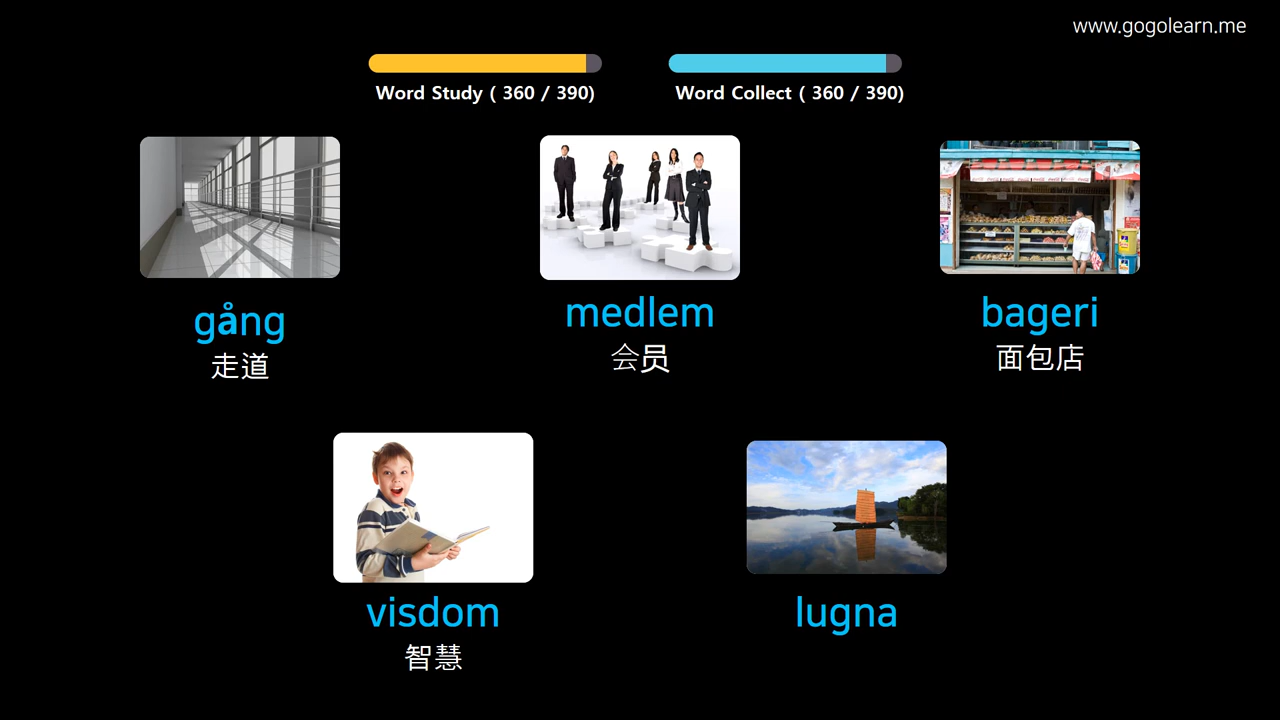 www.gogolearn.me
Word Study ( 360 / 390)
Word Collect ( 360 / 390)
gång
走道
medlem
会员
bageri
面包店
visdom
智慧
lugna